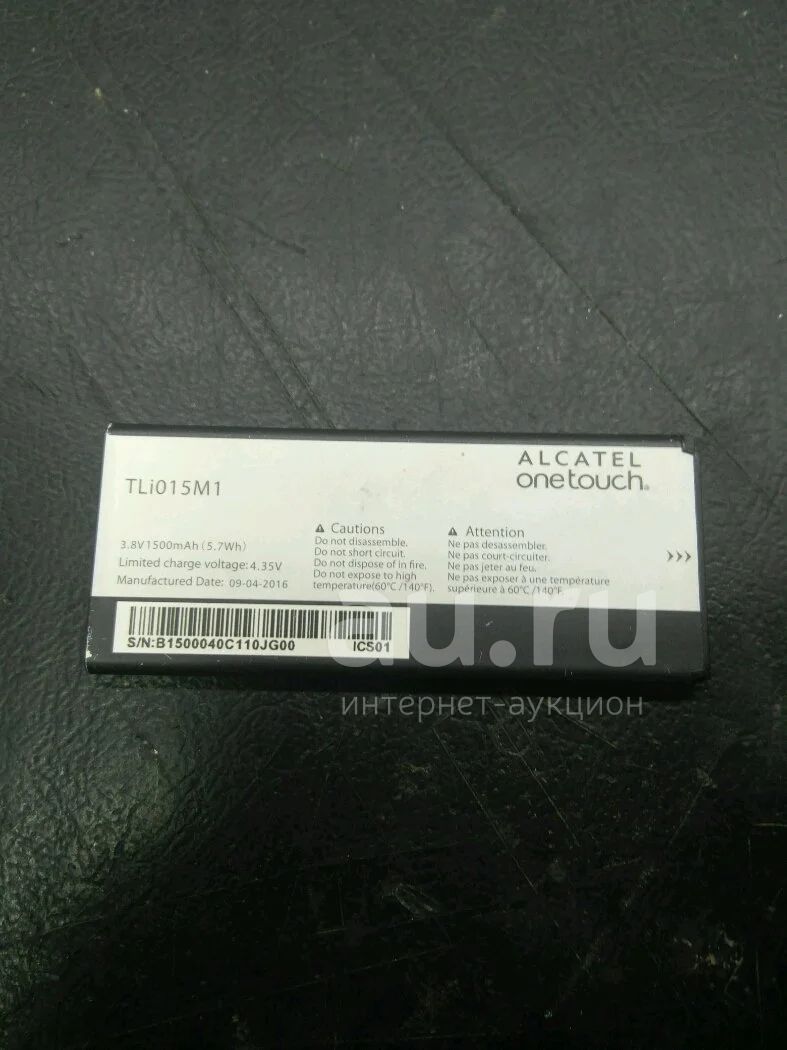 ALCATEL
onetouch.
TLi015M1
3.8V 1500mAh (5.7Wh)
Limited charge voltage: 4.35V
Manufactured Date: 09-04-2016
⚠ Cautions
Do not disassemble.
Do not short circuit.
Do not dispose of in fire.
Do not expose to high
temperature(60℃/140℉).
⚠ Attention
Ne pas desassembler.
Ne pas court-circuiter.
Ne pas jeter au feu.
Ne pas exposer à une température
supérieure à 60℃/140℉.
>>>
S/N:B1500040C110JG00 ICS01
au.ru
интернет-аукцион